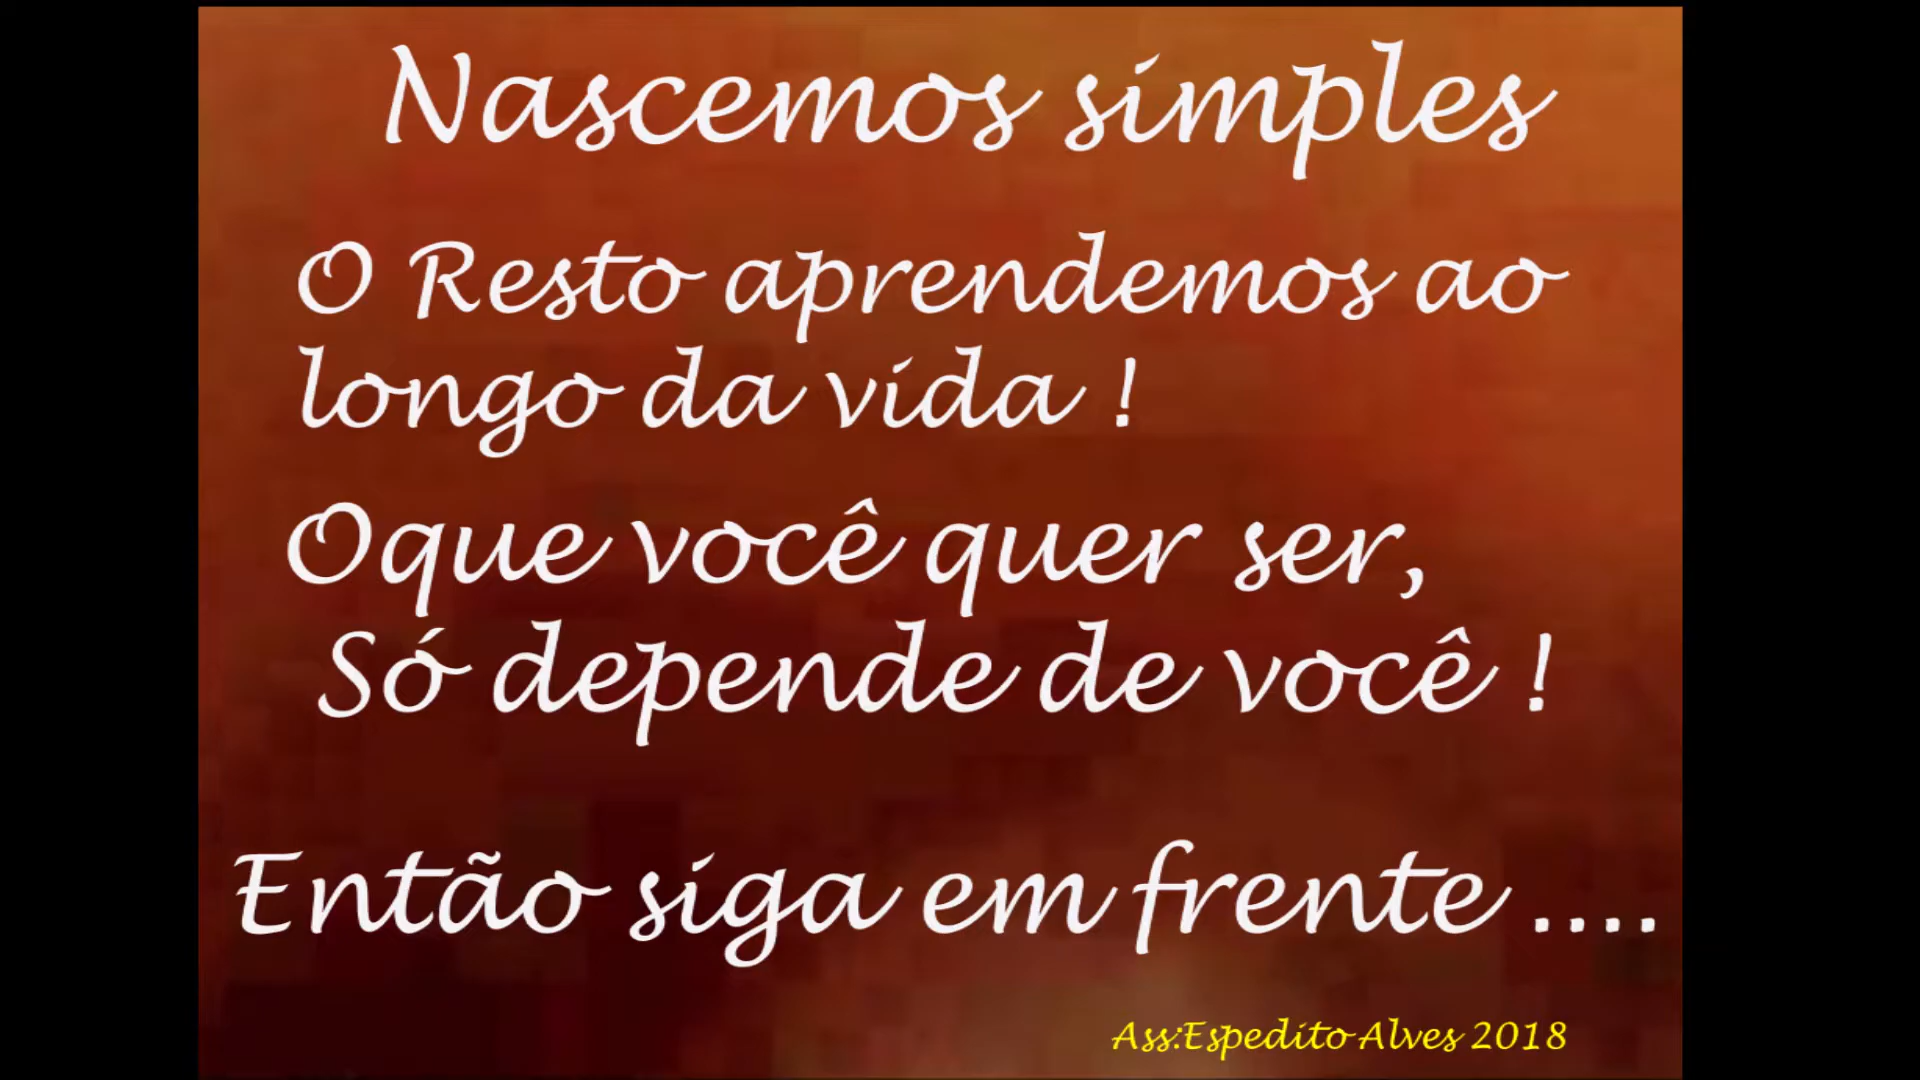 Nascemos simples
O Resto aprendemos ao
longo da vida !
Oque você quer ser,
Só depende de você !
Então siga em frente ....
Ass:Espedito Alves 2018